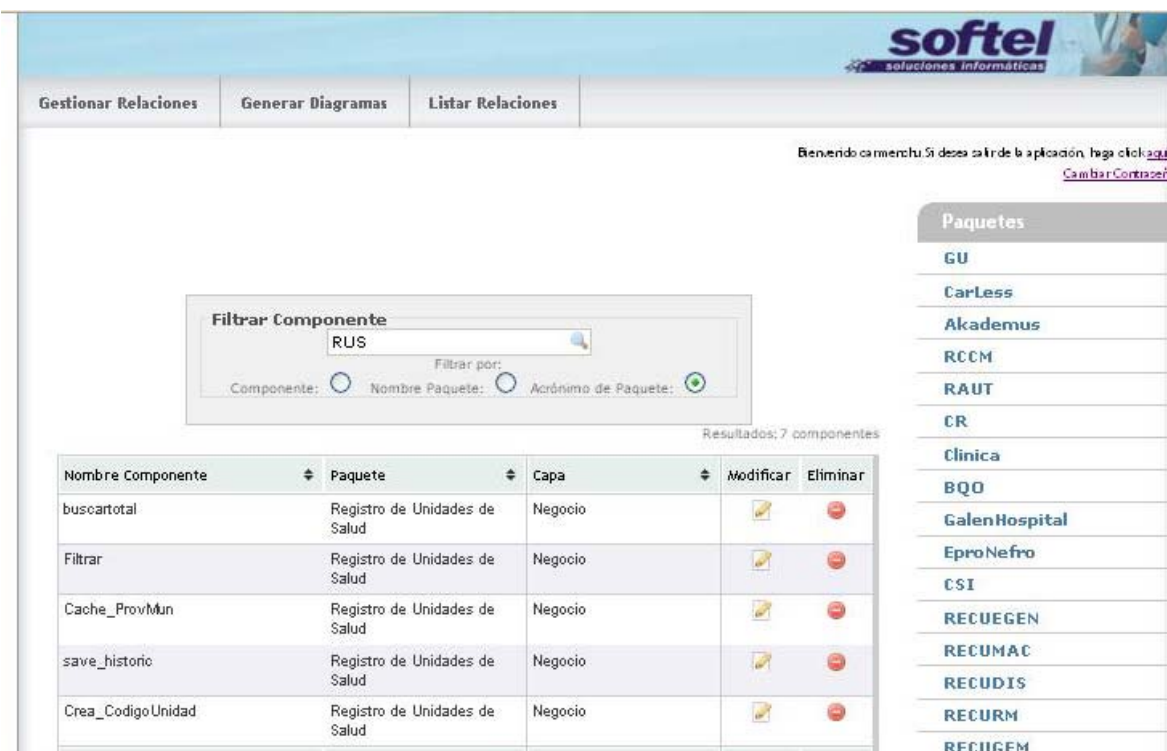 softel
soluciones informáticas
Gestionar Relaciones
Generar Diagramas
Listar Relaciones
Bienvenido carmenchu.Si desea salir de la aplicación, haga click aquí
Cambiar Contraseñ
Paquetes
GU
CarLess
Akademus
RCCM
RAUT
CR
Clinica
BQO
GalenHospital
EproNefro
CSI
RECUEGEN
RECUMAC
RECUDIS
RECURM
RECUGEM
Filtrar Componente
RUS
Filtrar por:
Componente:
Nombre Paquete:
Acrónimo de Paquete:
Resultados: 7 componentes
Nombre Componente Paquete Capa Modificar Eliminar
buscartotal Registro de Unidades de Negocio
Salud
Filtrar Registro de Unidades de Negocio
Salud
Cache_ProvMun Registro de Unidades de Negocio
Salud
save_historic Registro de Unidades de Negocio
Salud
Crea_CodigoUnidad Registro de Unidades de Negocio
Salud